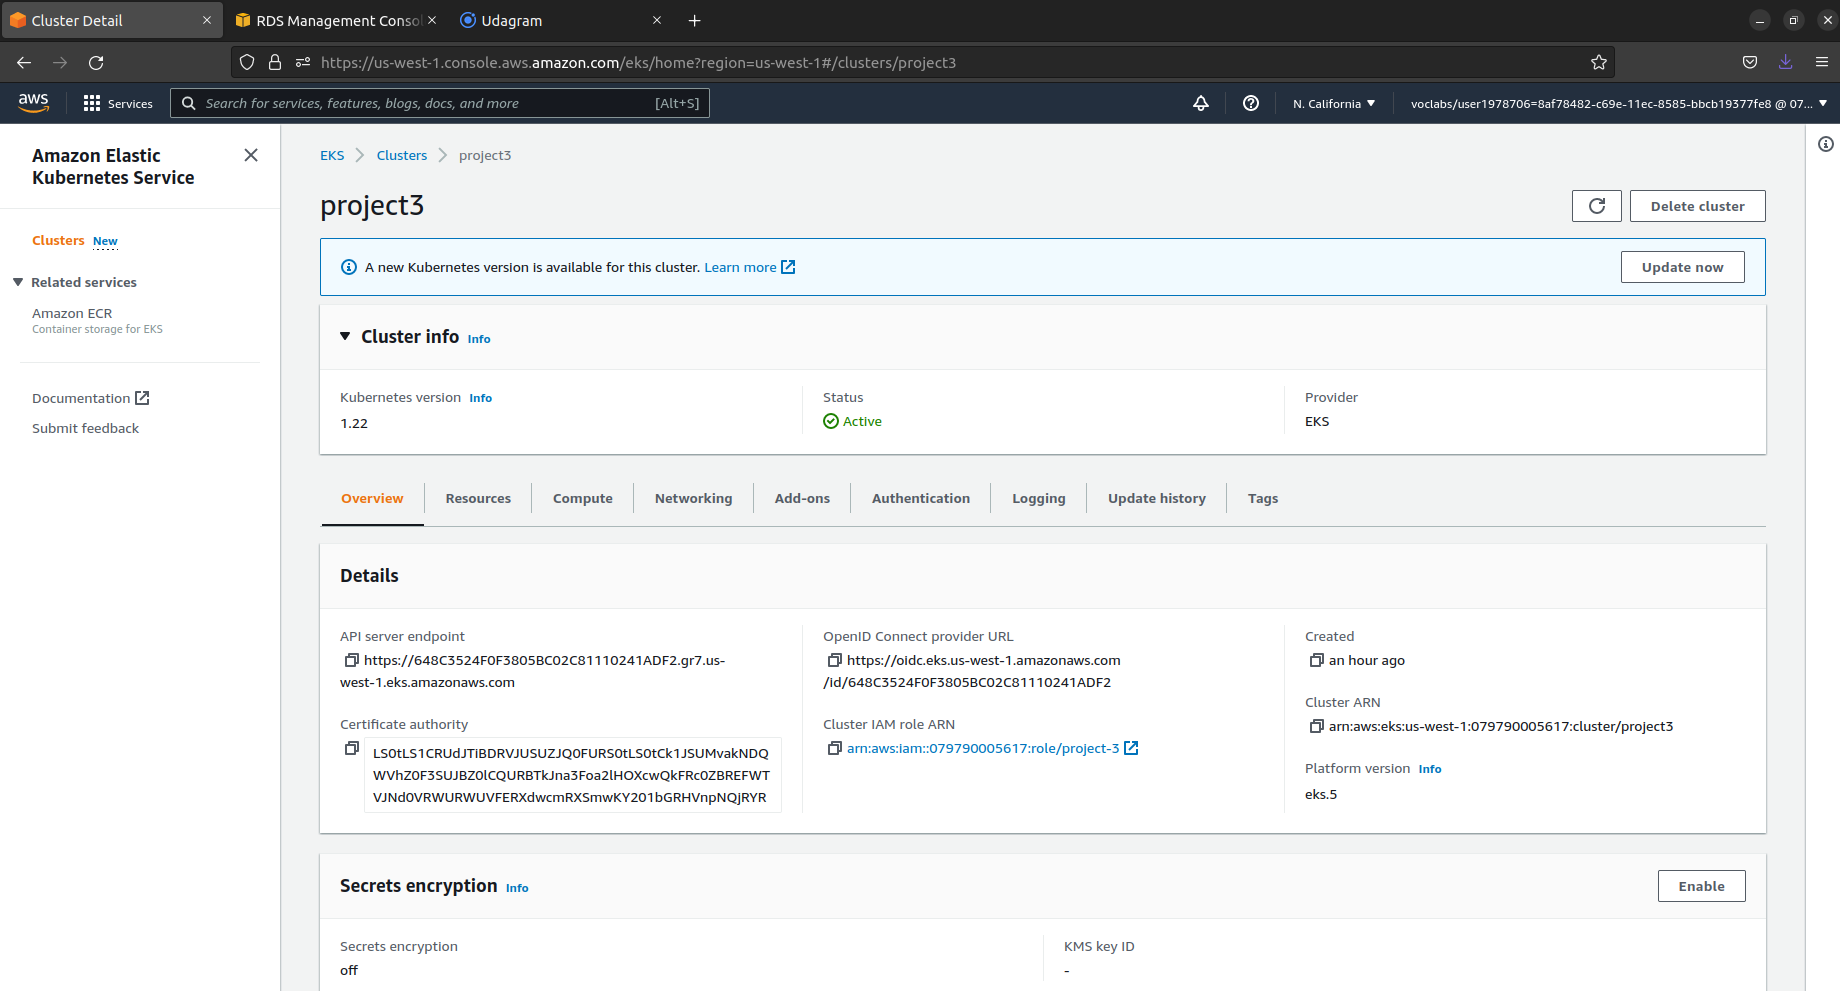 Cluster Detail
RDS Management Conso
Udagram
https://us-west-1.console.aws.amazon.com/eks/home?region=us-west-1#/clusters/project3
aws
Services
Search for services, features, blogs, docs, and more
[Alt+S]
N. California
voclabs/user1978706=8af78482-c69e-11ec-8585-bbcb19377fe8 @ 07...
Amazon Elastic
Kubernetes Service
Clusters New
Related services
Amazon ECR
Container storage for EKS
Documentation
Submit feedback
EKS
Clusters
project3
project3
Delete cluster
A new Kubernetes version is available for this cluster. Learn more
Update now
Cluster info Info
Kubernetes version Info
1.22
Status
Active
Provider
EKS
Overview
Resources
Compute
Networking
Add-ons
Authentication
Logging
Update history
Tags
Details
API server endpoint
https://648C3524F0F3805BC02C81110241ADF2.gr7.us-
west-1.eks.amazonaws.com
Certificate authority
LS0tLS1CRUdJTiBDRVJUSUZJQ0FURS0tLS0tCk1JSUMvakNDQ
WVhZ0F3SUJBZ0lCQURBTkJna3Foa2lHOXcwQkFRc0ZBREFWT
VJNd0VRWURWUVFERXdwcmRXSmwKY201bGRHVnpNQjRYR
OpenID Connect provider URL
https://oidc.eks.us-west-1.amazonaws.com
/id/648C3524F0F3805BC02C81110241ADF2
Cluster IAM role ARN
arn:aws:iam::079790005617:role/project-3
Created
an hour ago
Cluster ARN
arn:aws:eks:us-west-1:079790005617:cluster/project3
Platform version Info
eks.5
Secrets encryption Info
Enable
Secrets encryption
off
KMS key ID
-